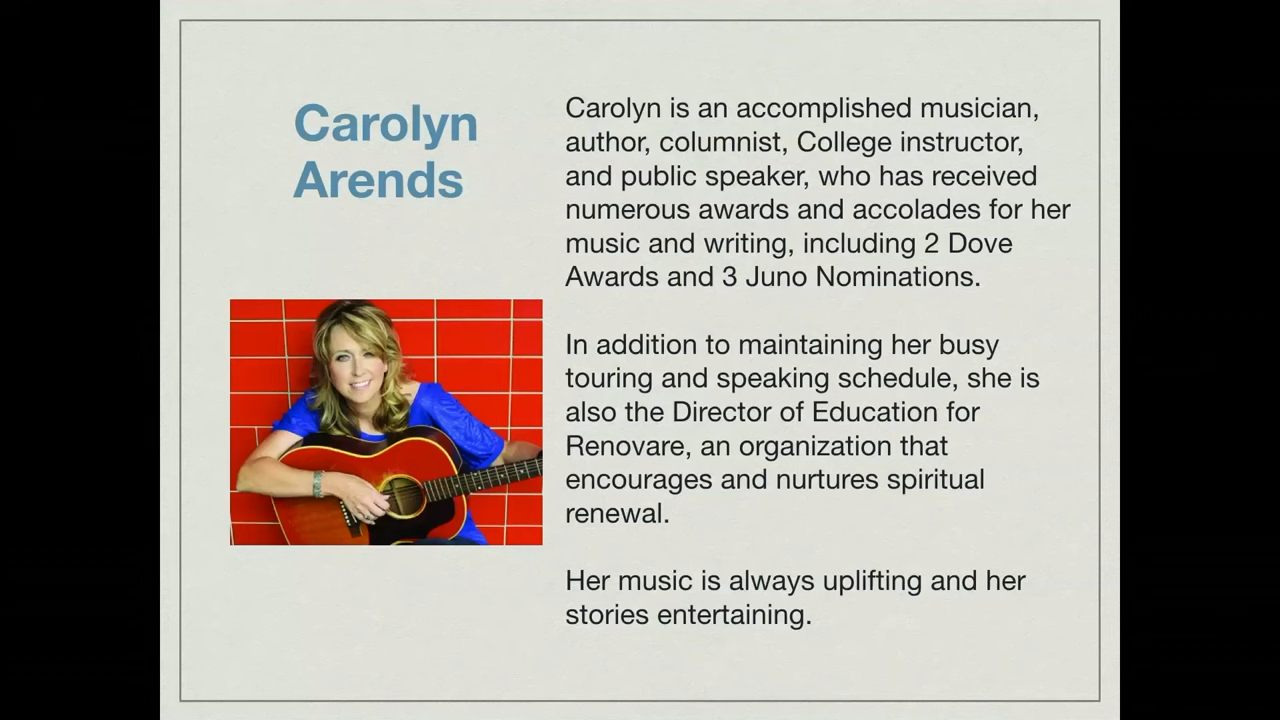 Carolyn
Arends
Carolyn is an accomplished musician,
author, columnist, College instructor,
and public speaker, who has received
numerous awards and accolades for her
music and writing, including 2 Dove
Awards and 3 Juno Nominations.
In addition to maintaining her busy
touring and speaking schedule, she is
also the Director of Education for
Renovare, an organization that
encourages and nurtures spiritual
renewal.
Her music is always uplifting and her
stories entertaining.